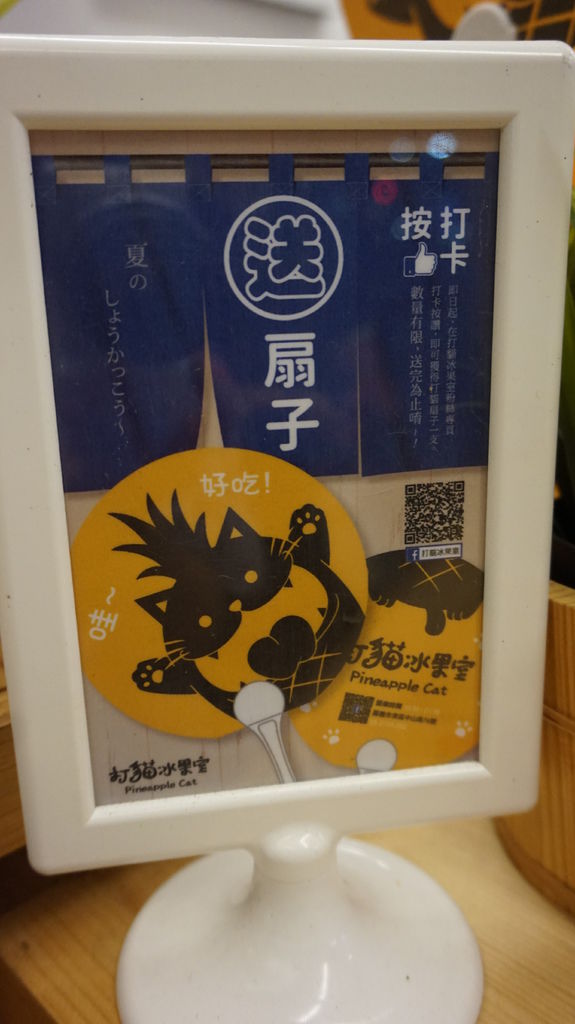 打卡
按
即日起,在打貓冰果室粉絲專頁
打卡按讚,即可獲得打貓扇子一支、
數量有限,送完為止唷~!
送
扇子
夏の
しょうかっこう~
好吃!
哇~
f 打貓冰果室
打貓冰果室
Pineapple Cat
打貓冰果室
Pineapple Cat